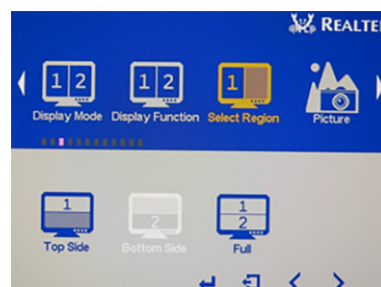 REALTE
1 2
1 2
1
Display Mode
Display Function
Select Region
Picture
1
2
1
2
Top Side
Bottom Side
Full